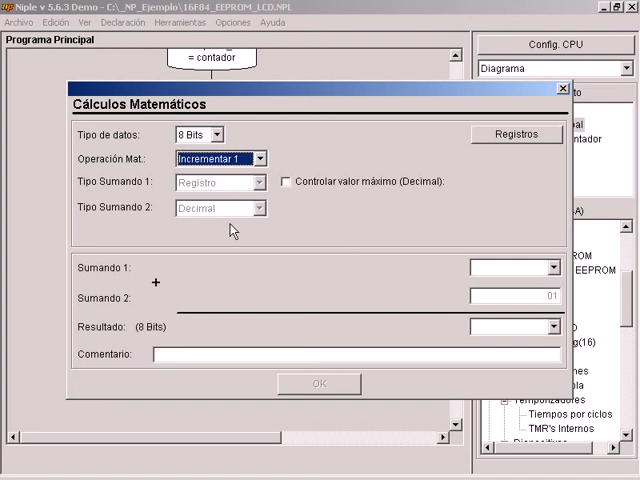 Niple v 5.6.3 Demo - C:\_NP_Ejemplo\16F84_EEPROM_LCD.NPL
Archivo Edición Ver Declaración Herramientas Opciones Ayuda
Programa Principal
Config. CPU
= contador
Diagrama
Cálculos Matemáticos
Tipo de datos: 8 Bits
Registros
Operación Mat.: Incrementar 1
Tipo Sumando 1: Registro
Controlar valor máximo (Decimal):
Tipo Sumando 2: Decimal
Sumando 1:
+
Sumando 2: 01
Resultado: (8 Bits)
Comentario:
OK
EEPROM
Temporizadores
Tiempos por ciclos
TMR's Internos